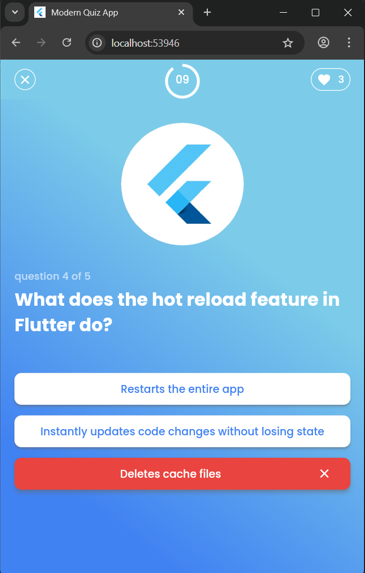 Modern Quiz App
localhost:53946
09
3
question 4 of 5
What does the hot reload feature in
Flutter do?
Restarts the entire app
Instantly updates code changes without losing state
Deletes cache files